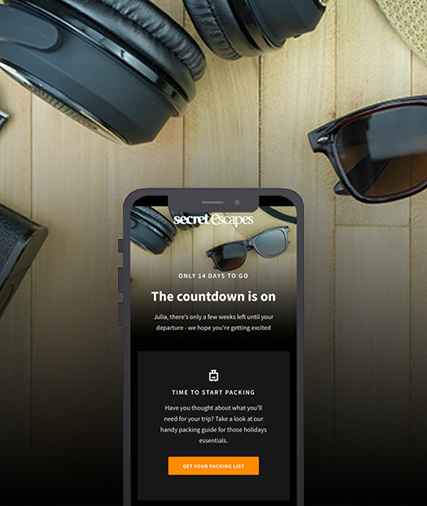 secret escapes
ONLY 14 DAYS TO GO
The countdown is on
Julia, there's only a few weeks left until your
departure - we hope you're getting excited
TIME TO START PACKING
Have you thought about what you'll
need for your trip? Take a look at our
handy packing guide for those holidays
essentials.
GET YOUR PACKING LIST